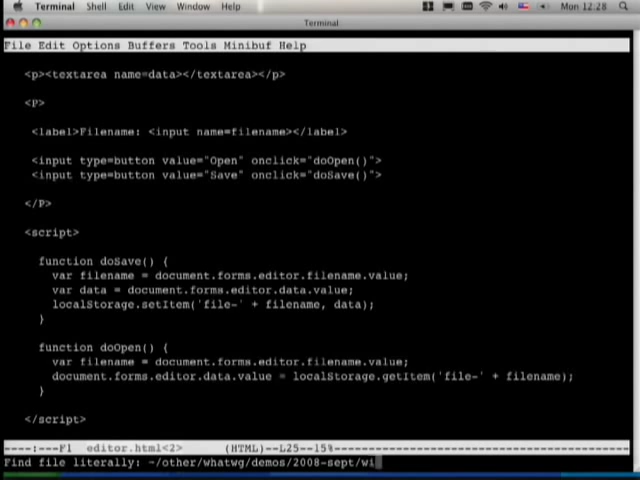 Terminal Shell Edit View Window Help Mon 12.28
Terminal
File Edit Options Buffers Tools Minibuf Help
<p><textarea name=data></textarea></p>
<P>
<label>Filename: <input name=filename></label>
<input type=button value="Open" onclick="doOpen()">
<input type=button value="Save" onclick="doSave()">
</P>
<script>
function doSave() {
var filename = document.forms.editor.filename.value;
var data = document.forms.editor.data.value;
localStorage.setItem('file-' + filename, data);
}
function doOpen() {
var filename = document.forms.editor.filename.value;
document.forms.editor.data.value = localStorage.getItem('file-' + filename);
}
</script>
----:---F1 editor.html<2> (HTML)--L25--15%----
Find file literally: ~/other/whatwg/demos/2008-sept/wi